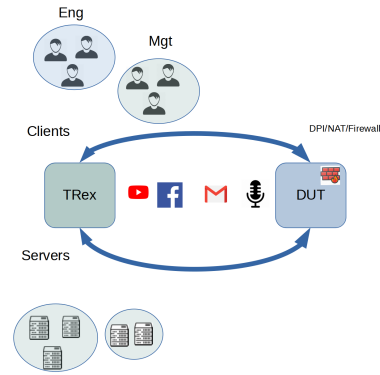 Eng
Mgt
Clients
DPI/NAT/Firewall
TRex
DUT
Servers